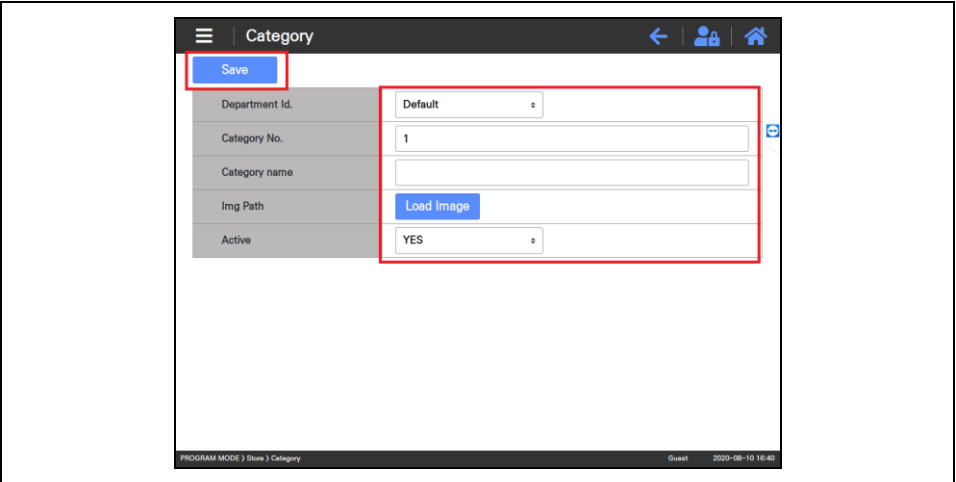 Category
Save
Department Id.
Default
Category No.
1
Category name
Img Path
Load Image
Active
YES
PROGRAM MODE > Store > Category
Guest
2020-08-10 16:40